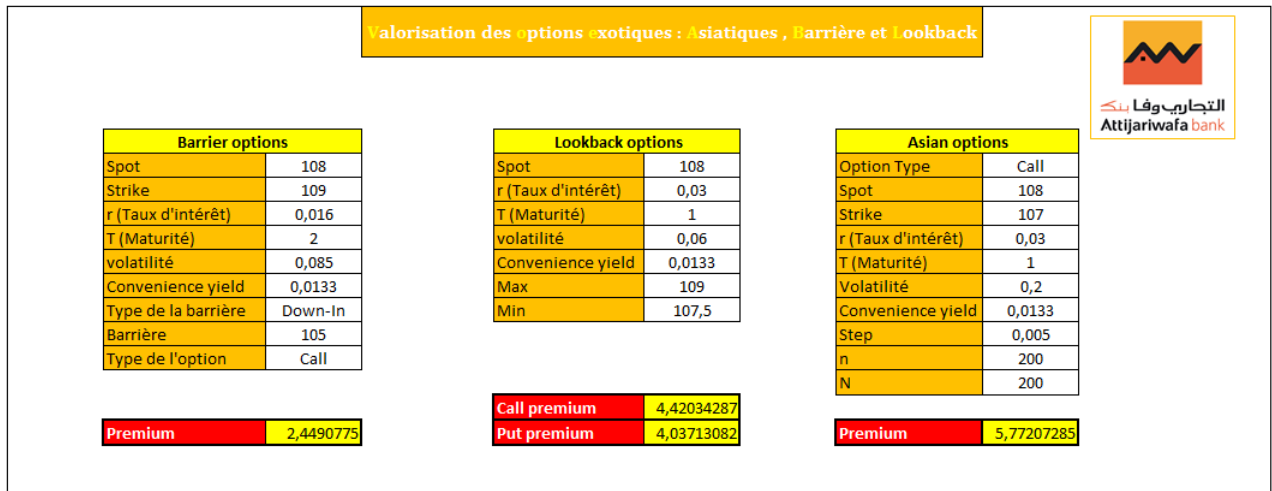 Valorisation des options exotiques : Asiatiques , Barrière et Lookback
التجاري وفا بنك
Attijariwafa bank
Barrier options
Spot 108
Strike 109
r (Taux d'intérêt) 0,016
T (Maturité) 2
volatilité 0,085
Convenience yield 0,0133
Type de la barrière Down-In
Barrière 105
Type de l'option Call
Premium 2,4490775
Lookback options
Spot 108
r (Taux d'intérêt) 0,03
T (Maturité) 1
volatilité 0,06
Convenience yield 0,0133
Max 109
Min 107,5
Call premium 4,42034287
Put premium 4,03713082
Asian options
Option Type Call
Spot 108
Strike 107
r (Taux d'intérêt) 0,03
T (Maturité) 1
Volatilité 0,2
Convenience yield 0,0133
Step 0,005
n 200
N 200
Premium 5,77207285